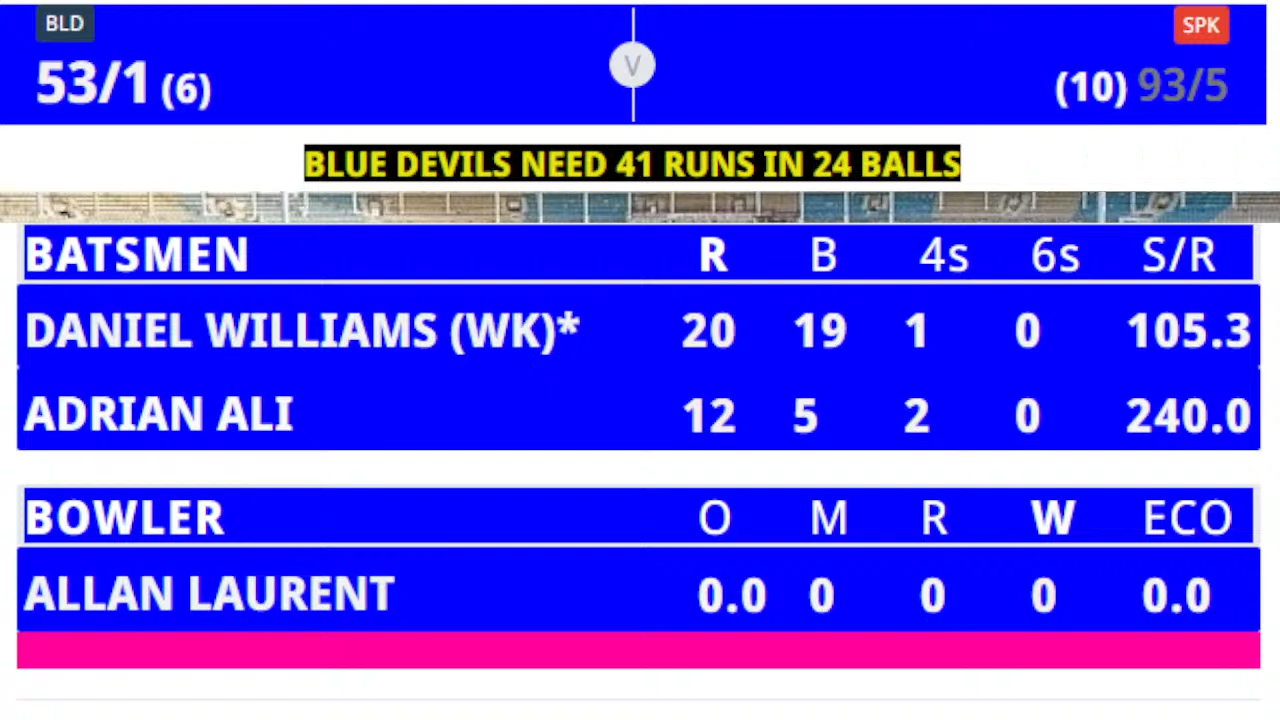 BLD
SPK
53/1 (6)
V
(10) 93/5
BLUE DEVILS NEED 41 RUNS IN 24 BALLS
BATSMEN R B 4s 6s S/R
DANIEL WILLIAMS (WK)* 20 19 1 0 105.3
ADRIAN ALI 12 5 2 0 240.0
BOWLER O M R W ECO
ALLAN LAURENT 0.0 0 0 0 0.0